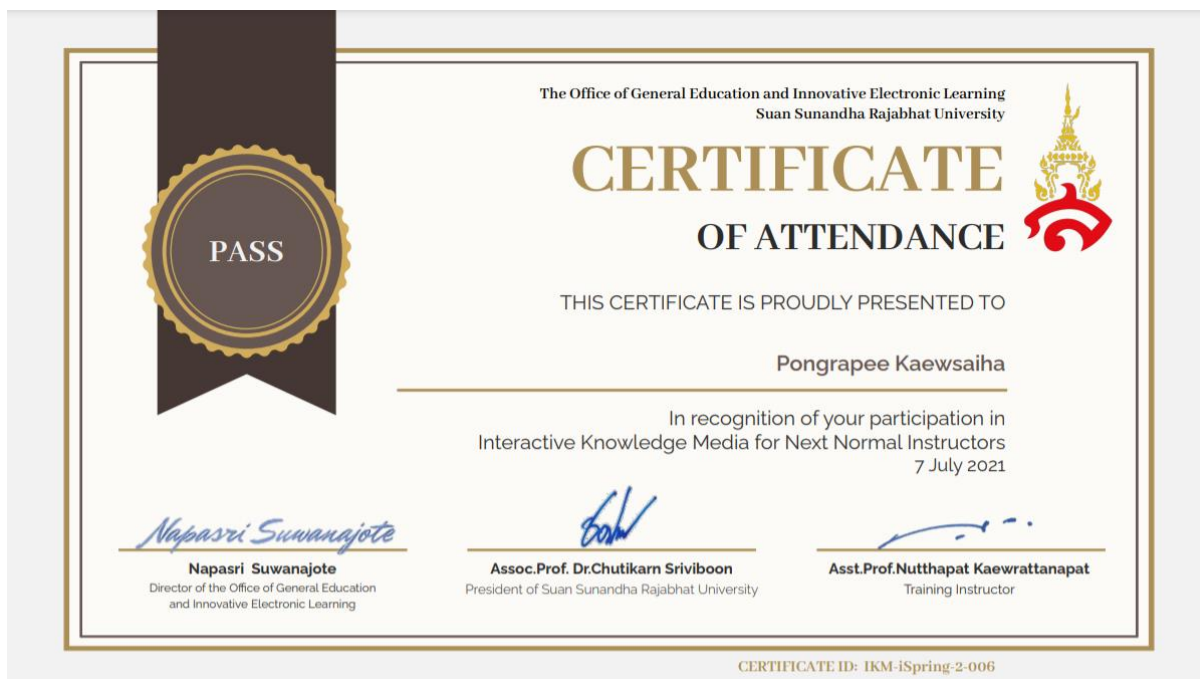 The Office of General Education and Innovative Electronic Learning
Suan Sunandha Rajabhat University
CERTIFICATE
OF ATTENDANCE
PASS
THIS CERTIFICATE IS PROUDLY PRESENTED TO
Pongrapee Kaewsaiha
In recognition of your participation in
Interactive Knowledge Media for Next Normal Instructors
7 July 2021
Napasri Suwanajote
Napasri Suwanajote
Director of the Office of General Education
and Innovative Electronic Learning
Assoc.Prof. Dr.Chutikarn Sriviboon
President of Suan Sunandha Rajabhat University
Asst.Prof.Nutthapat Kaewrattanapat
Training Instructor
CERTIFICATE ID: IKM-iSpring-2-006